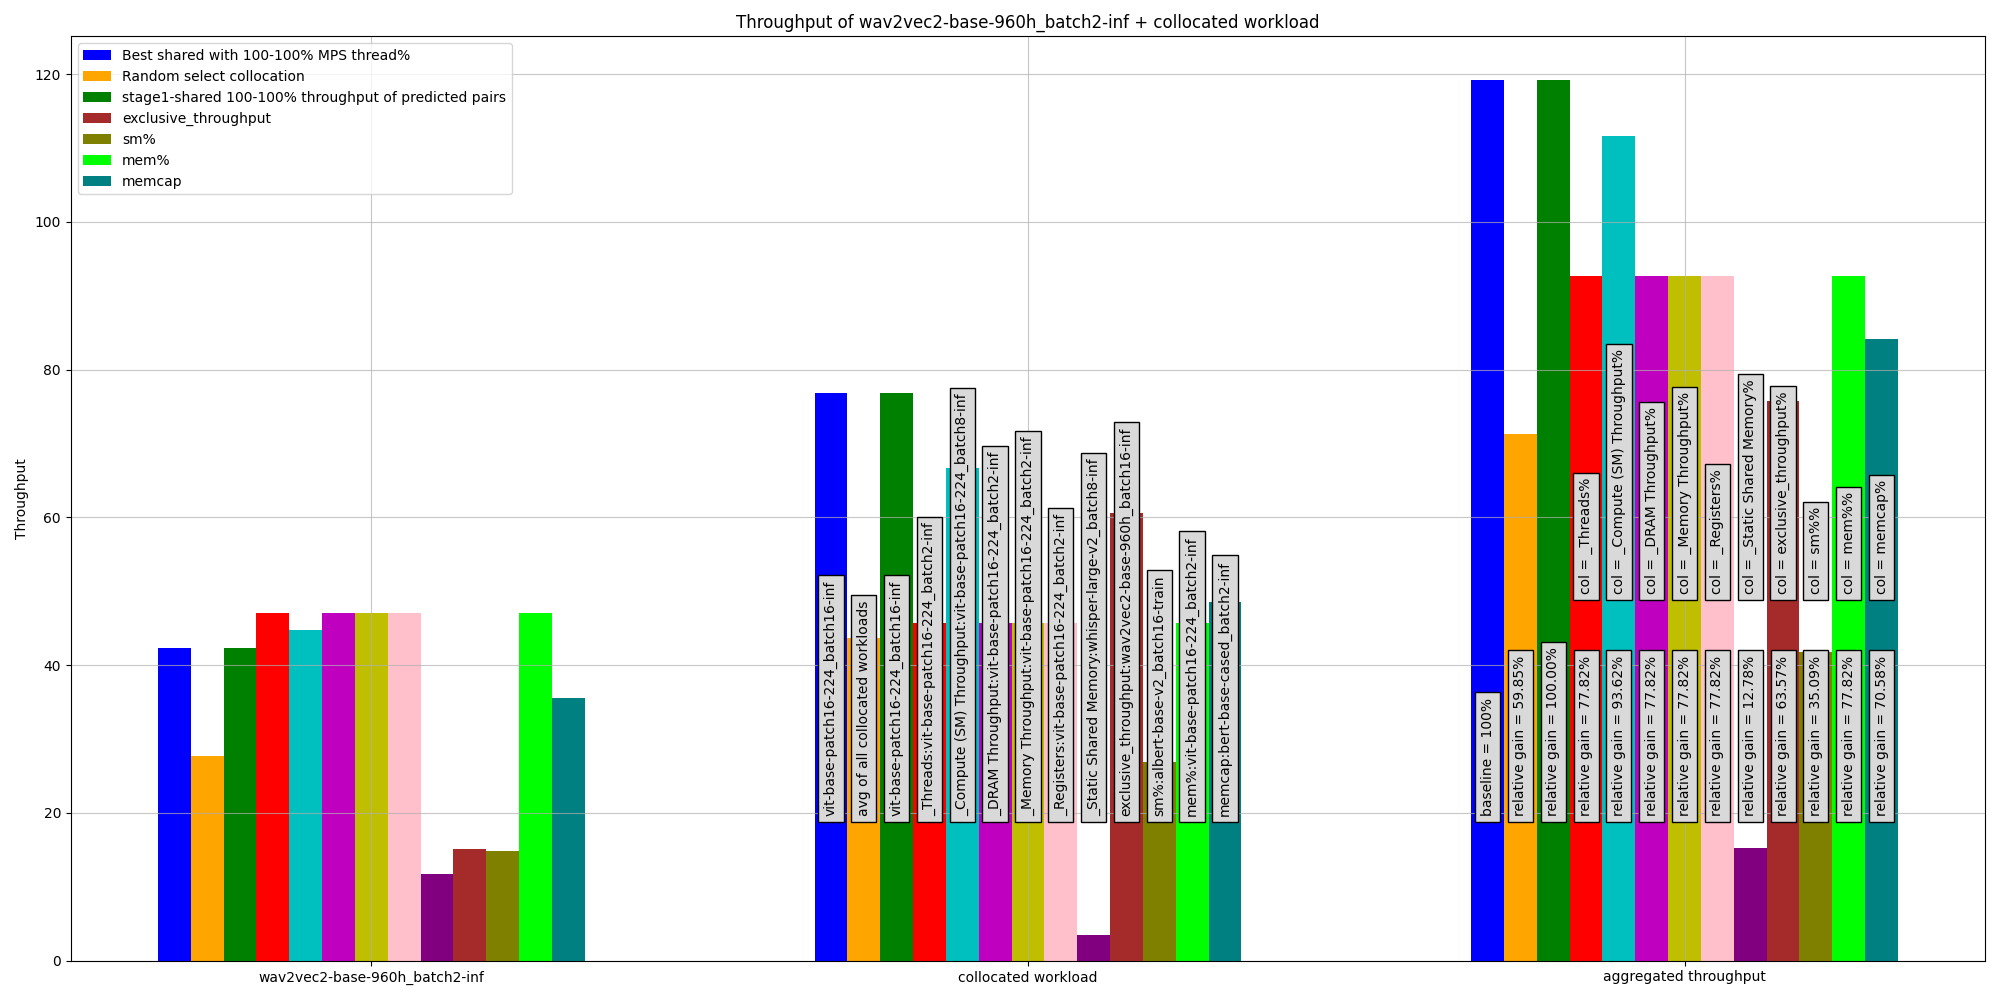 Throughput of wav2vec2-base-960h_batch2-inf + collocated workload
Best shared with 100-100% MPS thread%
Random select collocation
stage1-shared 100-100% throughput of predicted pairs
exclusive_throughput
sm%
mem%
memcap
Throughput
120
100
80
60
40
20
0
vit-base-patch16-224_batch16-inf
avg of all collocated workloads
vit-base-patch16-224_batch16-inf
_Threads:vit-base-patch16-224_batch2-inf
_Compute (SM) Throughput:vit-base-patch16-224_batch8-inf
_DRAM Throughput:vit-base-patch16-224_batch2-inf
_Memory Throughput:vit-base-patch16-224_batch2-inf
_Registers:vit-base-patch16-224_batch2-inf
_Static Shared Memory:whisper-large-v2_batch8-inf
exclusive_throughput:wav2vec2-base-960h_batch16-inf
sm%:albert-base-v2_batch16-train
mem%:vit-base-patch16-224_batch2-inf
memcap:bert-base-cased_batch2-inf
col = _Threads%
col = _Compute (SM) Throughput%
col = _DRAM Throughput%
col = _Memory Throughput%
col = _Registers%
col = _Static Shared Memory%
col = exclusive_throughput%
col = sm%%
col = mem%%
col = memcap%
baseline = 100%
relative gain = 59.85%
relative gain = 100.00%
relative gain = 77.82%
relative gain = 93.62%
relative gain = 77.82%
relative gain = 77.82%
relative gain = 77.82%
relative gain = 12.78%
relative gain = 63.57%
relative gain = 35.09%
relative gain = 77.82%
relative gain = 70.58%
wav2vec2-base-960h_batch2-inf
collocated workload
aggregated throughput